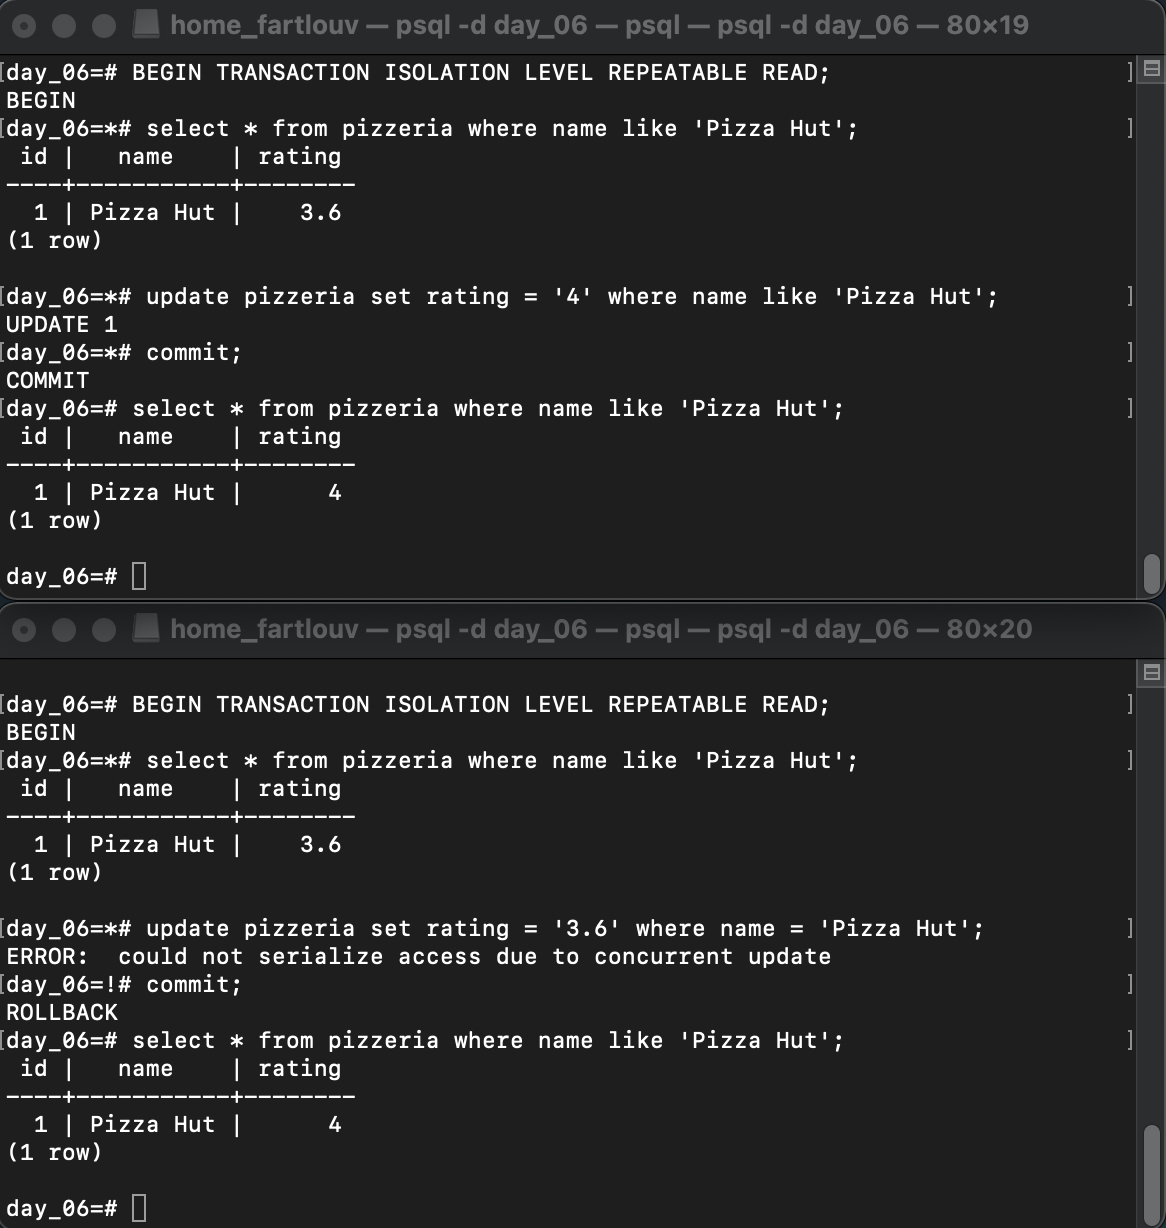 home_fartlouv — psql -d day_06 — psql — psql -d day_06 — 80×19
[day_06=# BEGIN TRANSACTION ISOLATION LEVEL REPEATABLE READ; ]
BEGIN
[day_06=*# select * from pizzeria where name like 'Pizza Hut'; ]
 id |   name    | rating
----+-----------+--------
  1 | Pizza Hut |    3.6
(1 row)
[day_06=*# update pizzeria set rating = '4' where name like 'Pizza Hut'; ]
UPDATE 1
[day_06=*# commit; ]
COMMIT
[day_06=# select * from pizzeria where name like 'Pizza Hut'; ]
 id |   name    | rating
----+-----------+--------
  1 | Pizza Hut |      4
(1 row)
day_06=#
home_fartlouv — psql -d day_06 — psql — psql -d day_06 — 80×20
[day_06=# BEGIN TRANSACTION ISOLATION LEVEL REPEATABLE READ; ]
BEGIN
[day_06=*# select * from pizzeria where name like 'Pizza Hut'; ]
 id |   name    | rating
----+-----------+--------
  1 | Pizza Hut |    3.6
(1 row)
[day_06=*# update pizzeria set rating = '3.6' where name = 'Pizza Hut'; ]
ERROR:  could not serialize access due to concurrent update
[day_06=!# commit; ]
ROLLBACK
[day_06=# select * from pizzeria where name like 'Pizza Hut'; ]
 id |   name    | rating
----+-----------+--------
  1 | Pizza Hut |      4
(1 row)
day_06=#